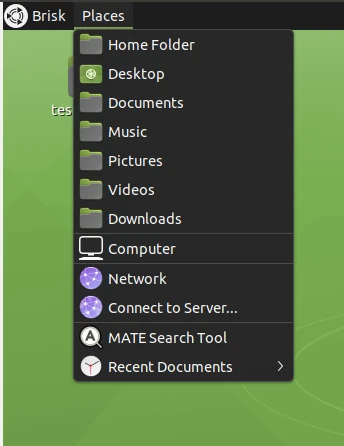 Brisk Places
Home Folder
Desktop
tes
Documents
Music
Pictures
Videos
Downloads
Computer
Network
Connect to Server...
MATE Search Tool
Recent Documents